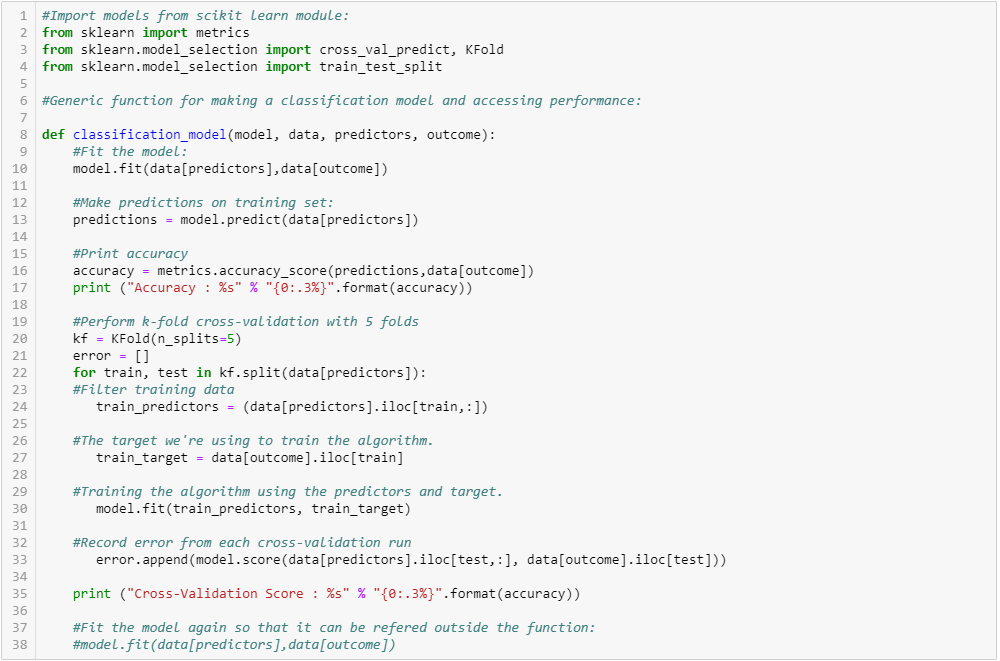 1 #Import models from scikit learn module:
2 from sklearn import metrics
3 from sklearn.model_selection import cross_val_predict, KFold
4 from sklearn.model_selection import train_test_split
5
6 #Generic function for making a classification model and accessing performance:
7
8 def classification_model(model, data, predictors, outcome):
9     #Fit the model:
10     model.fit(data[predictors],data[outcome])
11
12     #Make predictions on training set:
13     predictions = model.predict(data[predictors])
14
15     #Print accuracy
16     accuracy = metrics.accuracy_score(predictions,data[outcome])
17     print ("Accuracy : %s" % "{0:.3%}".format(accuracy))
18
19     #Perform k-fold cross-validation with 5 folds
20     kf = KFold(n_splits=5)
21     error = []
22     for train, test in kf.split(data[predictors]):
23     #Filter training data
24        train_predictors = (data[predictors].iloc[train,:])
25
26     #The target we're using to train the algorithm.
27        train_target = data[outcome].iloc[train]
28
29     #Training the algorithm using the predictors and target.
30        model.fit(train_predictors, train_target)
31
32     #Record error from each cross-validation run
33        error.append(model.score(data[predictors].iloc[test,:], data[outcome].iloc[test]))
34
35     print ("Cross-Validation Score : %s" % "{0:.3%}".format(accuracy))
36
37     #Fit the model again so that it can be refered outside the function:
38     #model.fit(data[predictors],data[outcome])